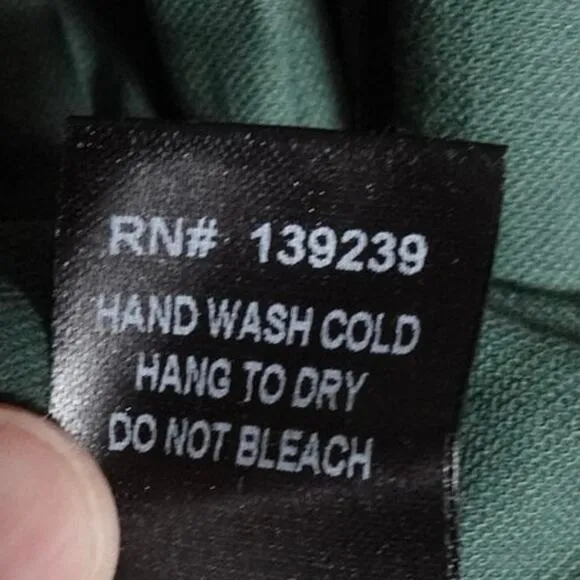 RN# 139239
HAND WASH COLD
HANG TO DRY
DO NOT BLEACH